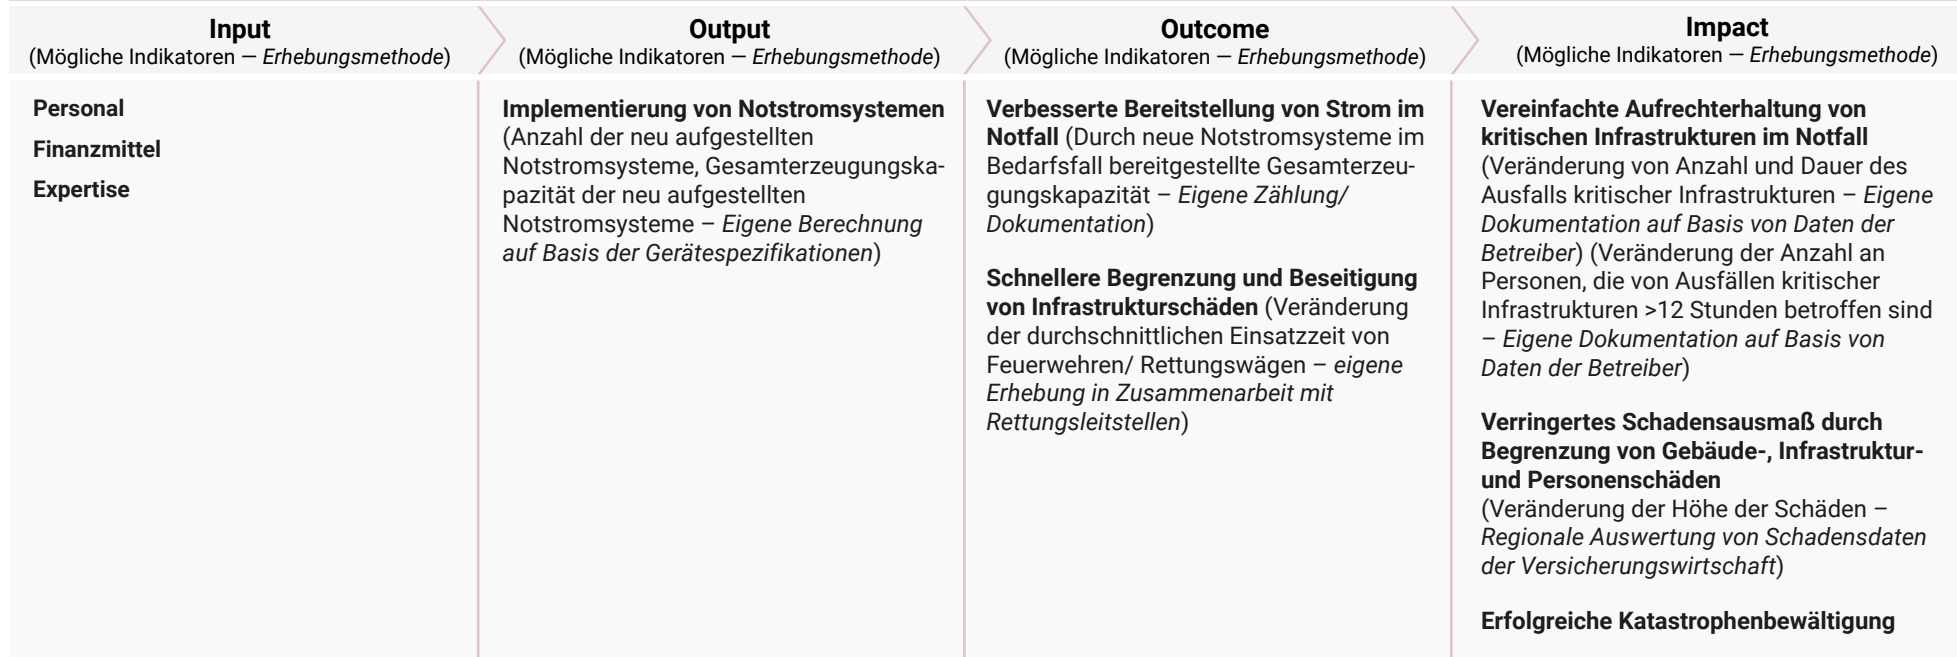 Input
(Mögliche Indikatoren — Erhebungsmethode)
Output
(Mögliche Indikatoren — Erhebungsmethode)
Outcome
(Mögliche Indikatoren — Erhebungsmethode)
Impact
(Mögliche Indikatoren — Erhebungsmethode)
Personal
Finanzmittel
Expertise
Implementierung von Notstromsystemen
(Anzahl der neu aufgestellten
Notstromsysteme, Gesamterzeugungska-
pazität der neu aufgestellten
Notstromsysteme – Eigene Berechnung
auf Basis der Gerätespezifikationen)
Verbesserte Bereitstellung von Strom im
Notfall (Durch neue Notstromsysteme im
Bedarfsfall bereitgestellte Gesamterzeu-
gungskapazität – Eigene Zählung/
Dokumentation)
Schnellere Begrenzung und Beseitigung
von Infrastrukturschäden (Veränderung
der durchschnittlichen Einsatzzeit von
Feuerwehren/ Rettungswägen – eigene
Erhebung in Zusammenarbeit mit
Rettungsleitstellen)
Vereinfachte Aufrechterhaltung von
kritischen Infrastrukturen im Notfall
(Veränderung von Anzahl und Dauer des
Ausfalls kritischer Infrastrukturen – Eigene
Dokumentation auf Basis von Daten der
Betreiber) (Veränderung der Anzahl an
Personen, die von Ausfällen kritischer
Infrastrukturen >12 Stunden betroffen sind
– Eigene Dokumentation auf Basis von
Daten der Betreiber)
Verringertes Schadensausmaß durch
Begrenzung von Gebäude-, Infrastruktur-
und Personenschäden
(Veränderung der Höhe der Schäden –
Regionale Auswertung von Schadensdaten
der Versicherungswirtschaft)
Erfolgreiche Katastrophenbewältigung